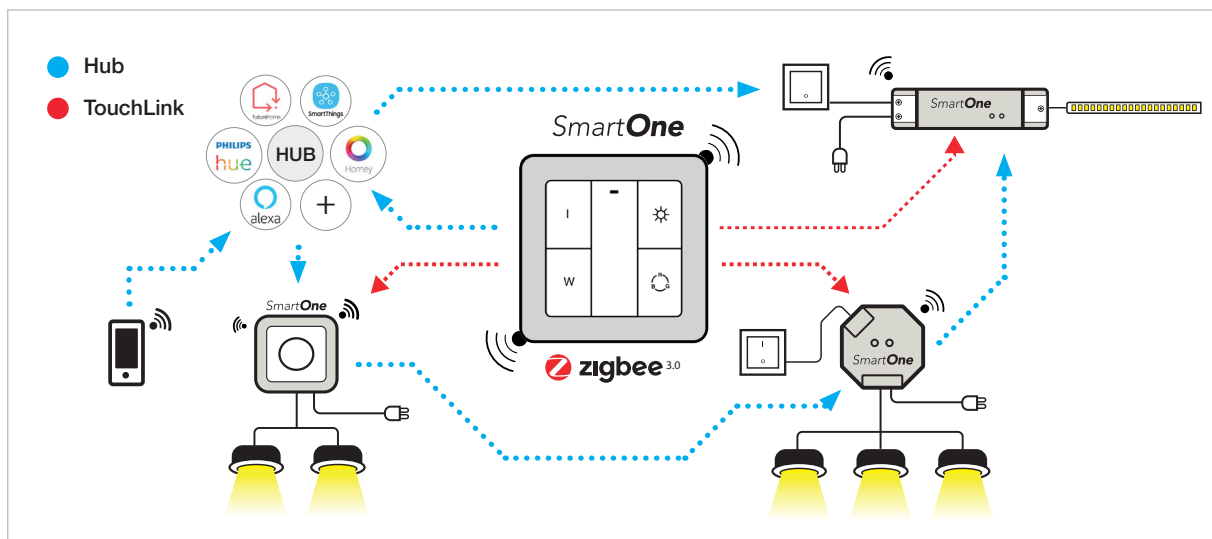 Hub
TouchLink
futurehome
SmartThings
PHILIPS
hue
HUB
Homey
alexa
+
SmartOne
I
W
R
B G
zigbee 3.0
SmartOne
SmartOne
I
SmartOne